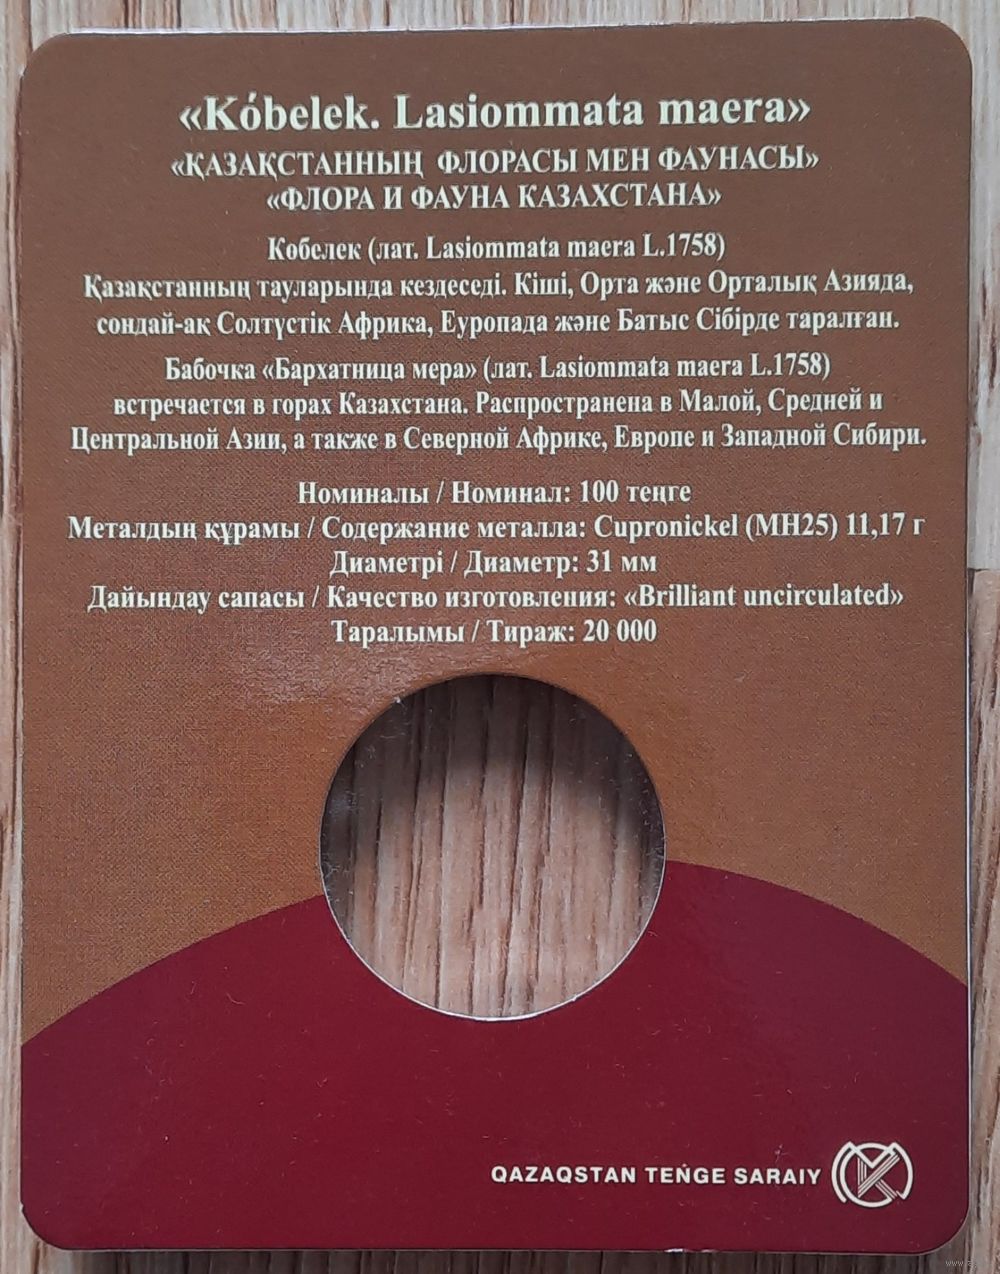 «Kóbelek. Lasiommata maera»
«ҚАЗАҚСТАННЫҢ ФЛОРАСЫ МЕН ФАУНАСЫ»
«ФЛОРА И ФАУНА КАЗАХСТАНА»
Көбелек (лат. Lasiommata maera L.1758)
Қазақстанның тауларында кездеседі. Кіші, Орта және Орталық Азияда,
сондай-ақ Солтүстік Африка, Еуропада және Батыс Сібірде таралған.
Бабочка «Бархатница мера» (лат. Lasiommata maera L.1758)
встречается в горах Казахстана. Распространена в Малой, Средней и
Центральной Азии, а также в Северной Африке, Европе и Западной Сибири.
Номиналы / Номинал: 100 теңге
Металдың құрамы / Содержание металла: Cupronickel (МН25) 11,17 г
Диаметрі / Диаметр: 31 мм
Дайындау сапасы / Качество изготовления: «Brilliant uncirculated»
Таралымы / Тираж: 20 000
QAZAQSTAN TEŃGE SARAIY